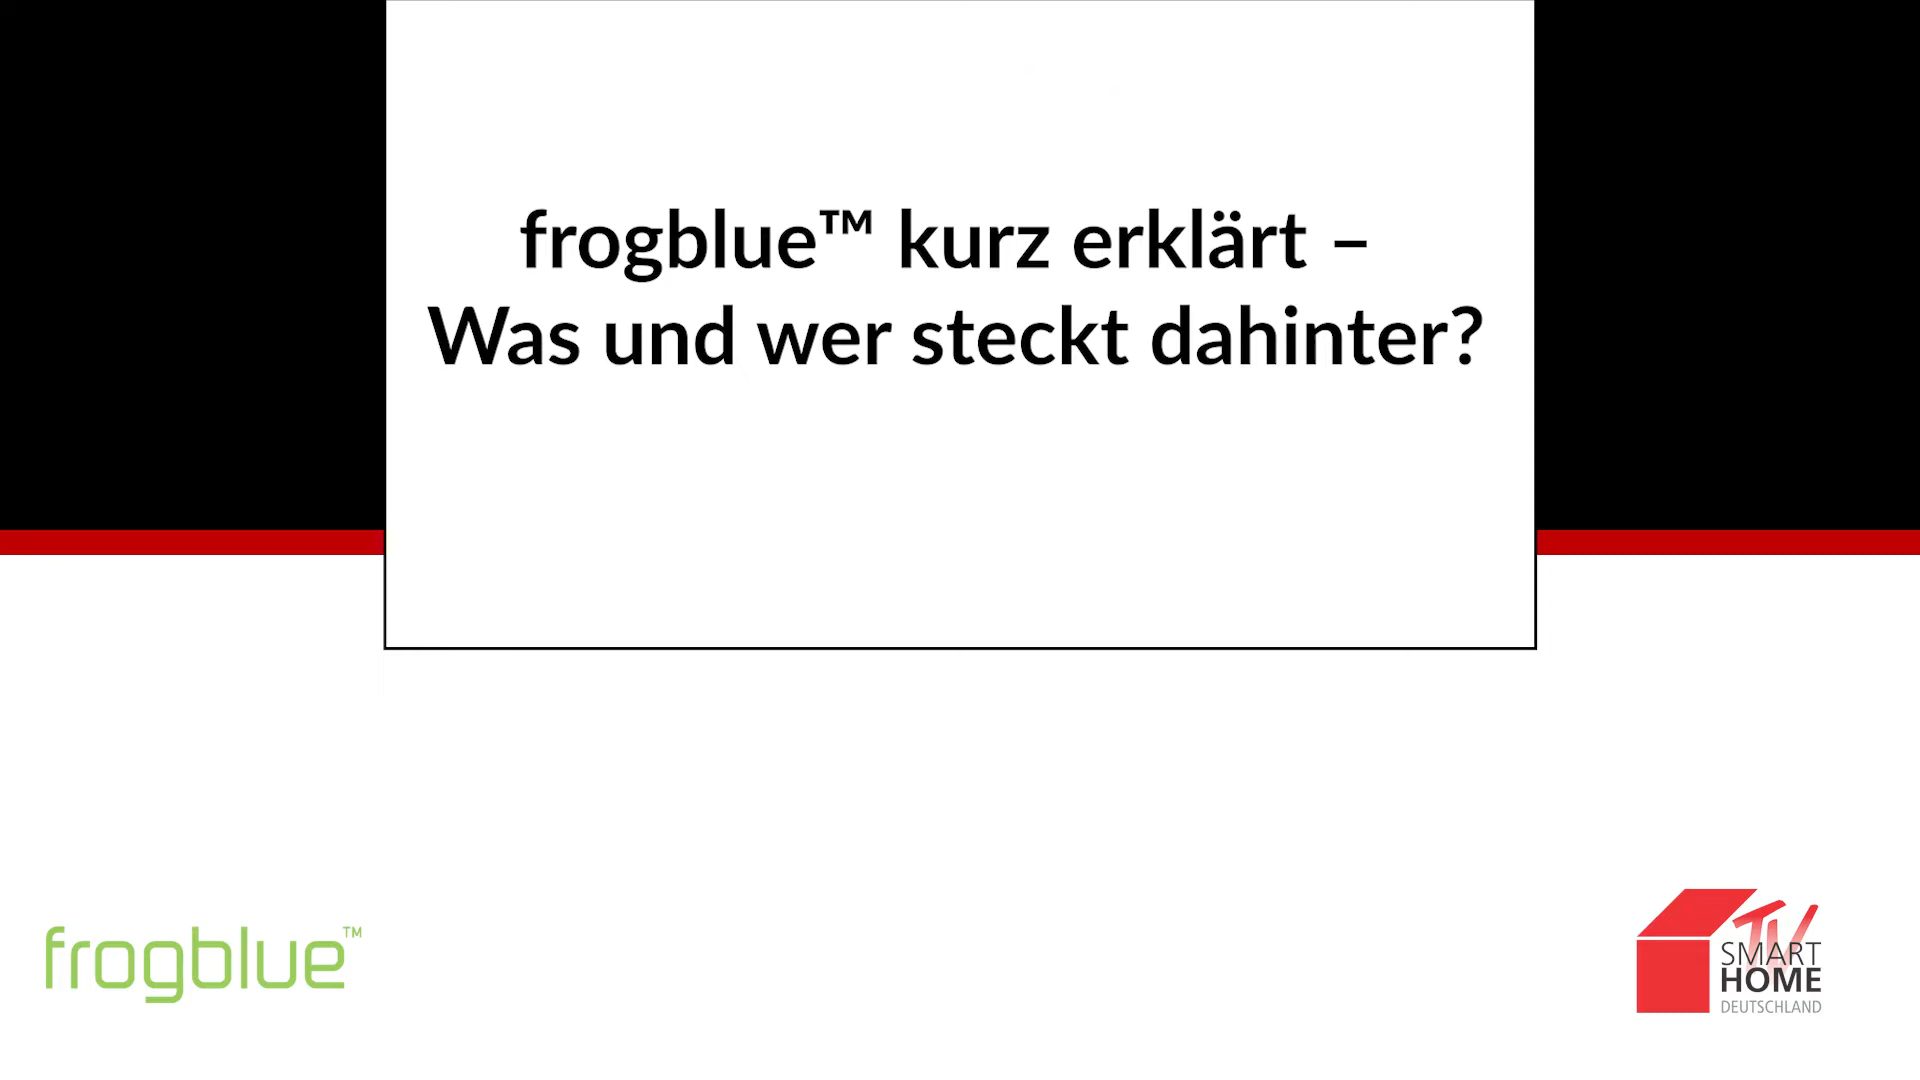 frogblue™ kurz erklärt –
Was und wer steckt dahinter?
frogblue™
TV
SMART
HOME
DEUTSCHLAND